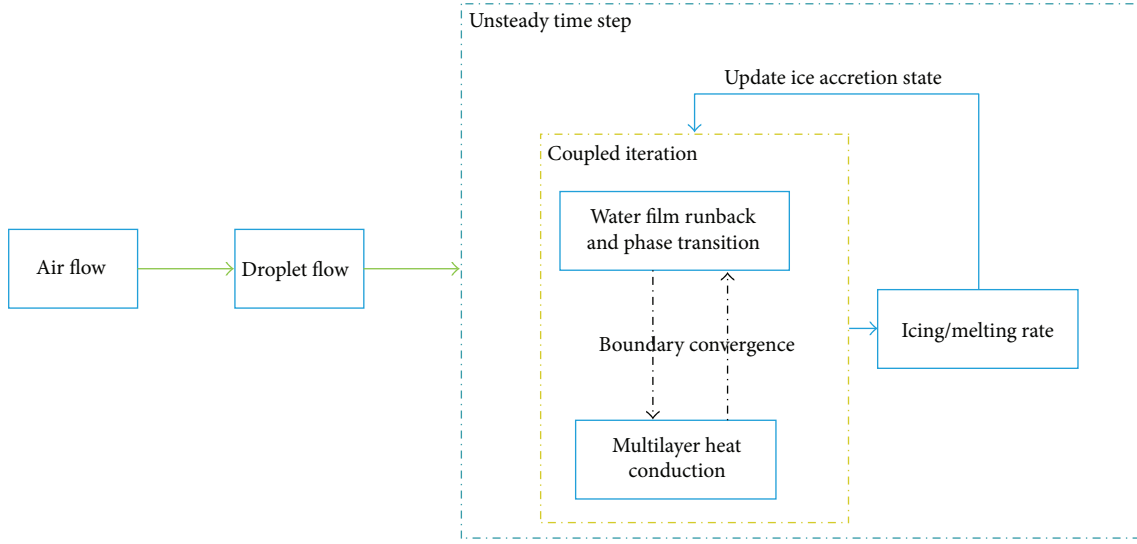 Unsteady time step
Update ice accretion state
Coupled iteration
Water film runback
and phase transition
Air flow
Droplet flow
Icing/melting rate
Boundary convergence
Multilayer heat
conduction